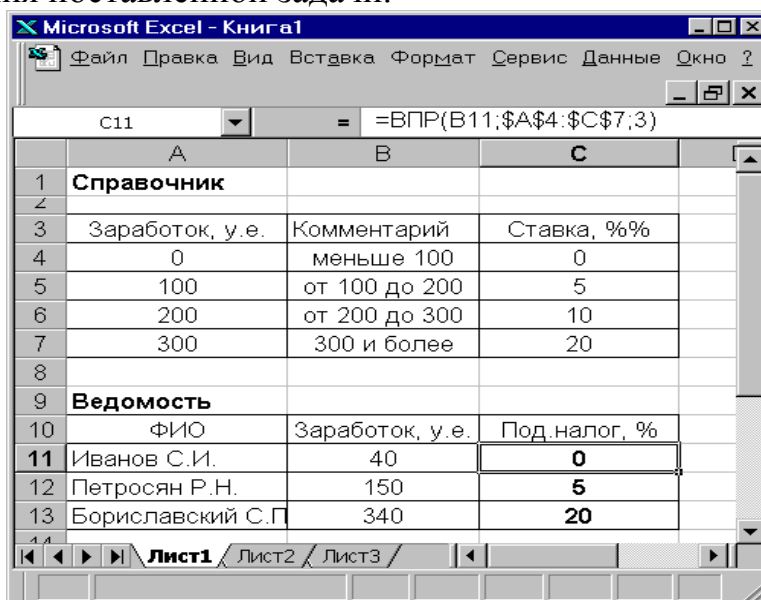 Microsoft Excel - Книга1
Файл Правка Вид Вставка Формат Сервис Данные Окно ?
C11 = =ВПР(B11;$A$4:$C$7;3)
A B C
1 Справочник
2
3 Заработок, у.е. Комментарий Ставка, %%
4 0 меньше 100 0
5 100 от 100 до 200 5
6 200 от 200 до 300 10
7 300 300 и более 20
8
9 Ведомость
10 ФИО Заработок, у.е. Под.налог, %
11 Иванов С.И. 40 0
12 Петросян Р.Н. 150 5
13 Бориславский С.П 340 20
Лист1 Лист2 Лист3